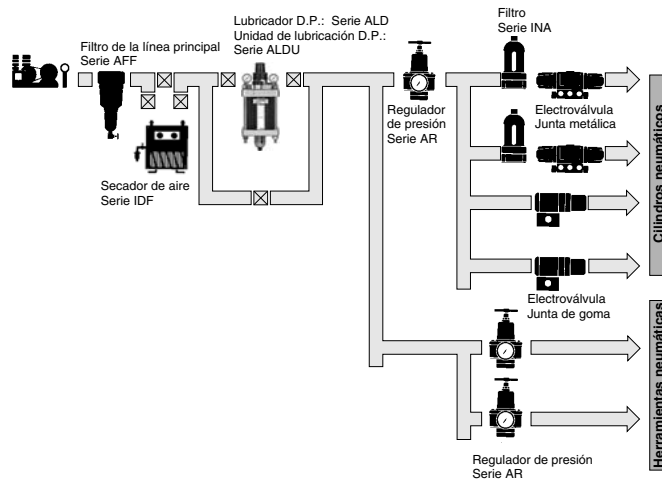 Filtro de la línea principal
Serie AFF
Lubricador D.P.: Serie ALD
Unidad de lubricación D.P.:
Serie ALDU
Filtro
Serie INA
Regulador
de presión
Serie AR
Electroválvula
Junta metálica
Secador de aire
Serie IDF
Cilindros neumáticos
Electroválvula
Junta de goma
Herramientas neumáticas
Regulador de presión
Serie AR